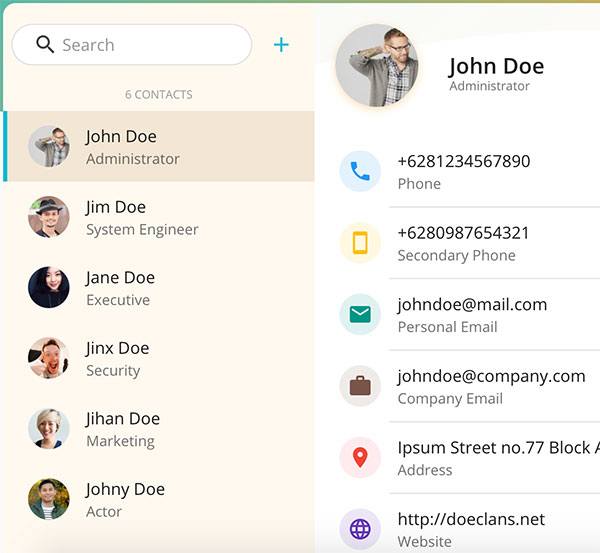 Search
6 CONTACTS
John Doe
Administrator
Jim Doe
System Engineer
Jane Doe
Executive
Jinx Doe
Security
Jihan Doe
Marketing
Johny Doe
Actor
John Doe
Administrator
+6281234567890
Phone
+6280987654321
Secondary Phone
johndoe@mail.com
Personal Email
johndoe@company.com
Company Email
Ipsum Street no.77 Block A
Address
http://doeclans.net
Website